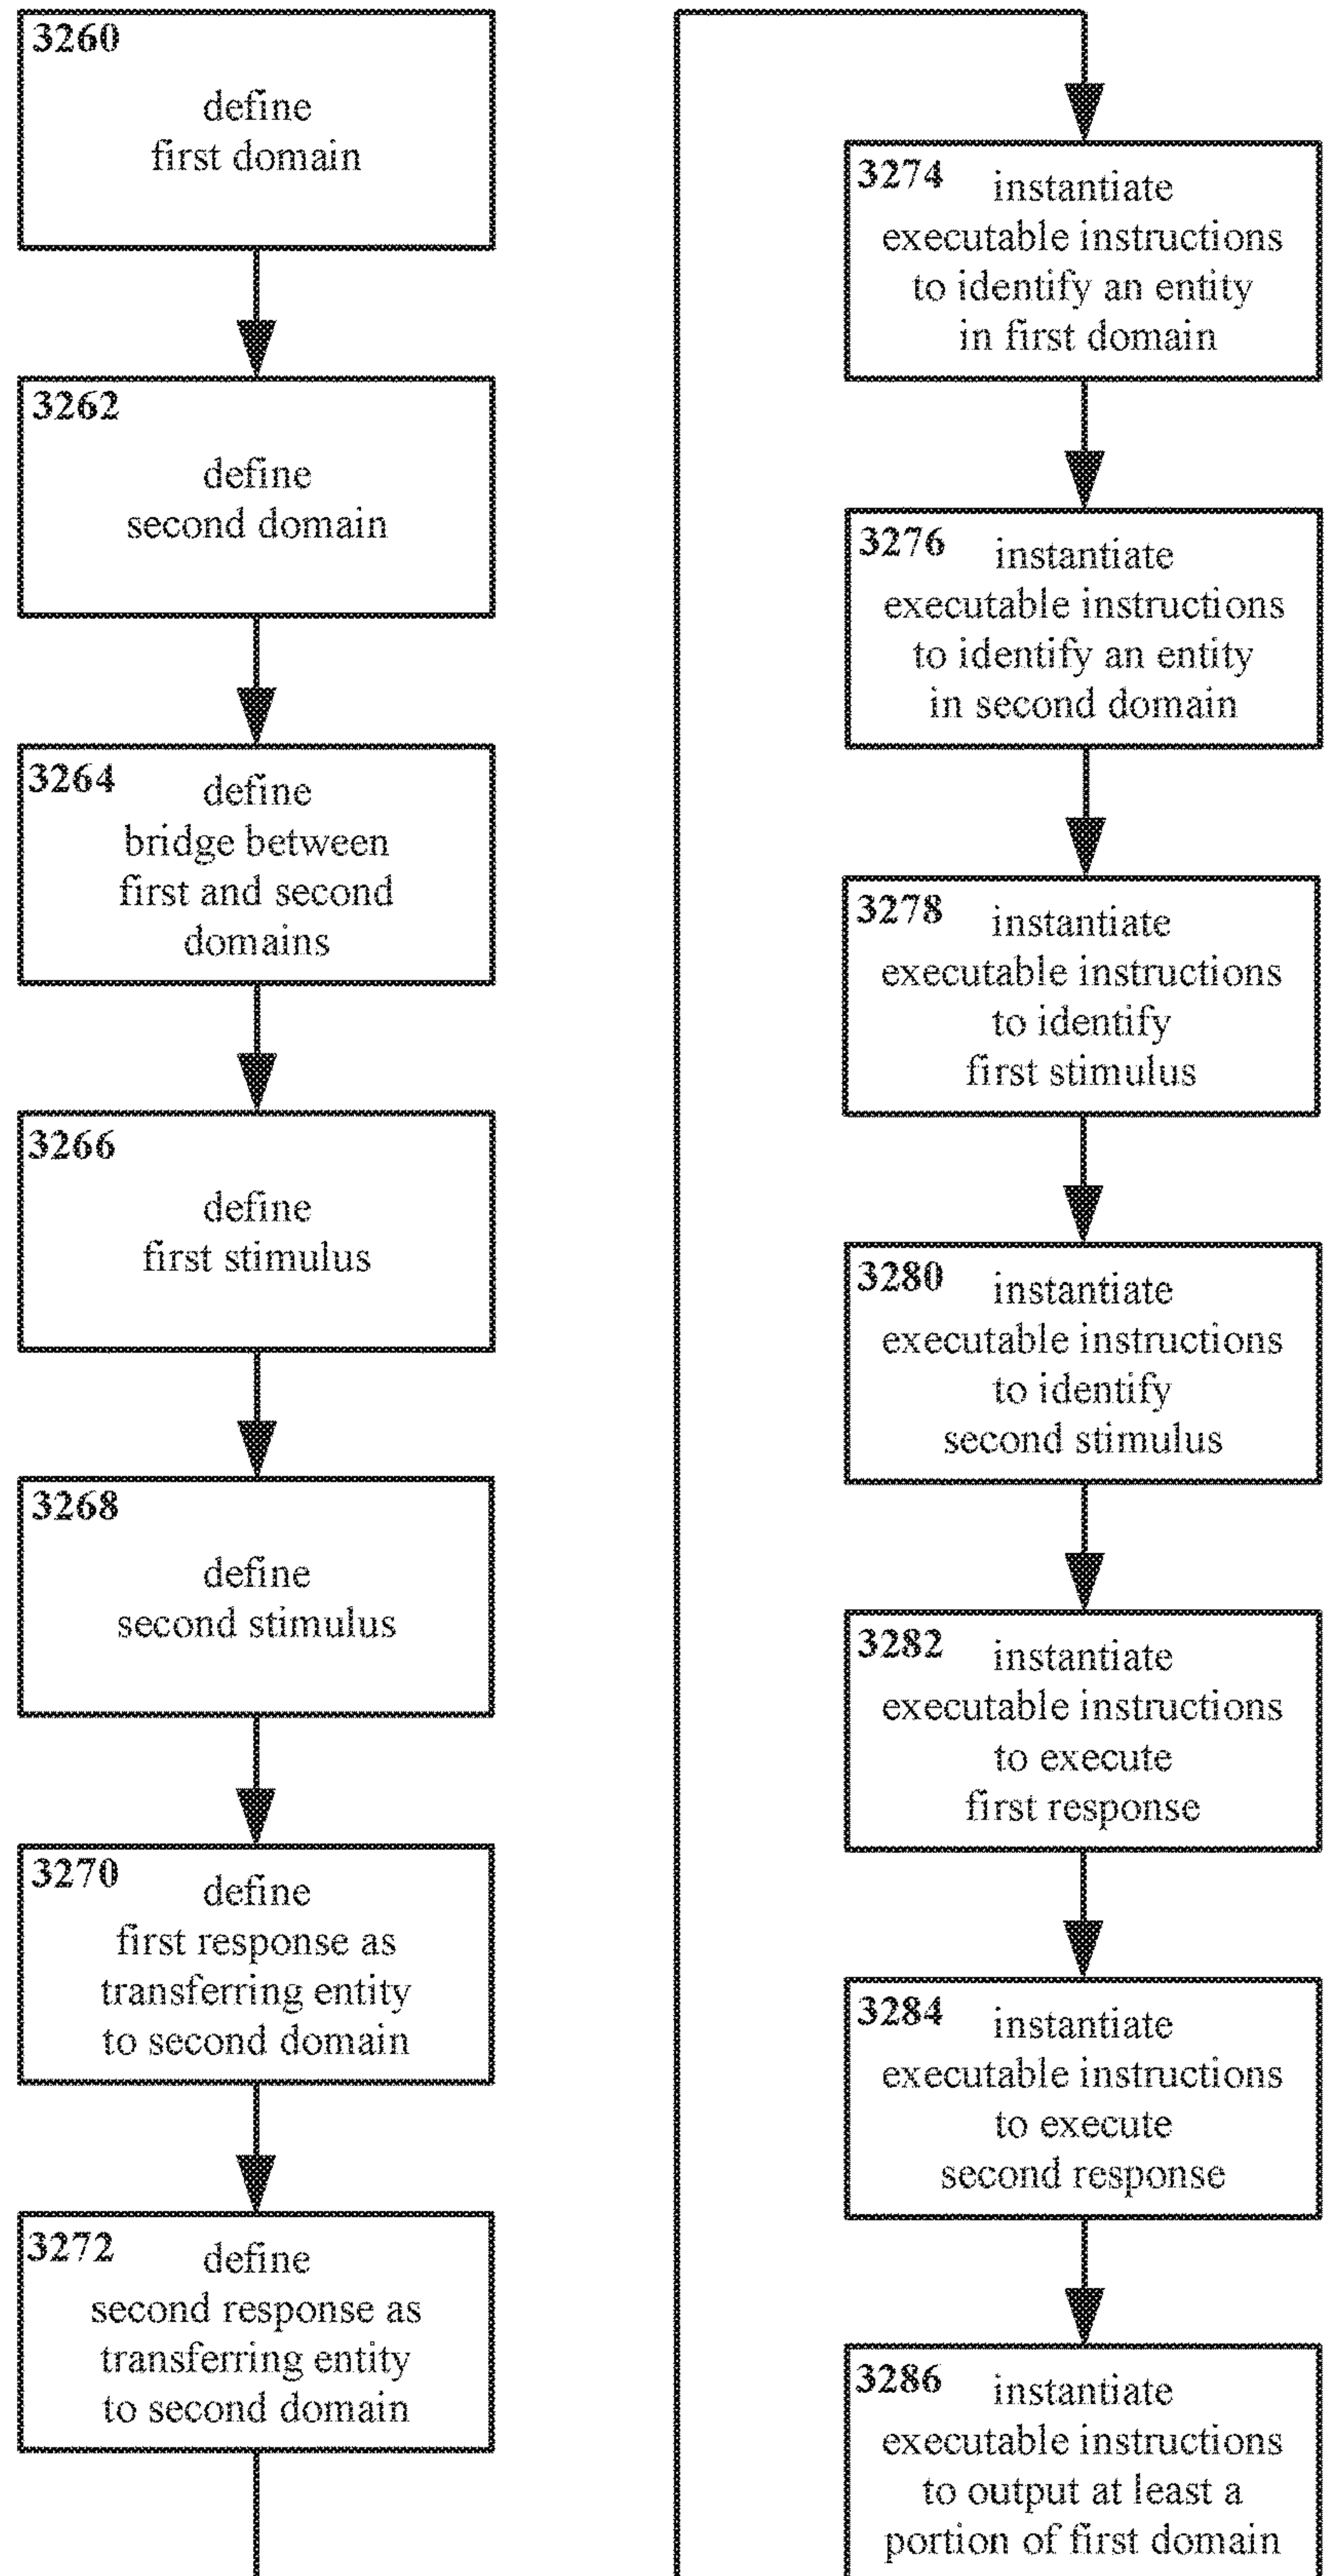 3260
define
first domain
3262
define
second domain
3264
define
bridge between
first and second
domains
3266
define
first stimulus
3268
define
second stimulus
3270
define
first response as
transferring entity
to second domain
3272
define
second response as
transferring entity
to second domain
3274 instantiate
executable instructions
to identify an entity
in first domain
3276 instantiate
executable instructions
to identify an entity
in second domain
3278 instantiate
executable instructions
to identify
first stimulus
3280 instantiate
executable instructions
to identify
second stimulus
3282 instantiate
executable instructions
to execute
first response
3284 instantiate
executable instructions
to execute
second response
3286 instantiate
executable instructions
to output at least a
portion of first domain